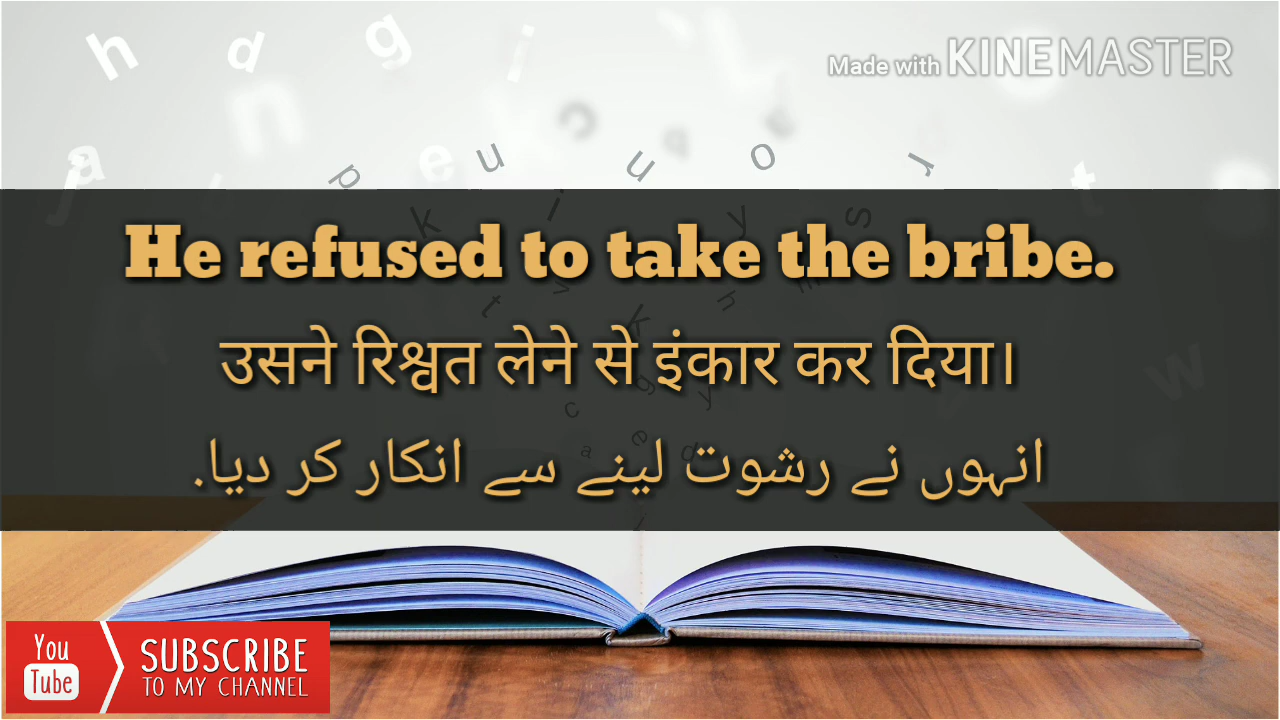 Made with KINEMASTER
He refused to take the bribe.
उसने रिश्वत लेने से इंकार कर दिया।
انہوں نے رشوت لینے سے انکار کر دیا.
You
Tube
SUBSCRIBE
TO MY CHANNEL